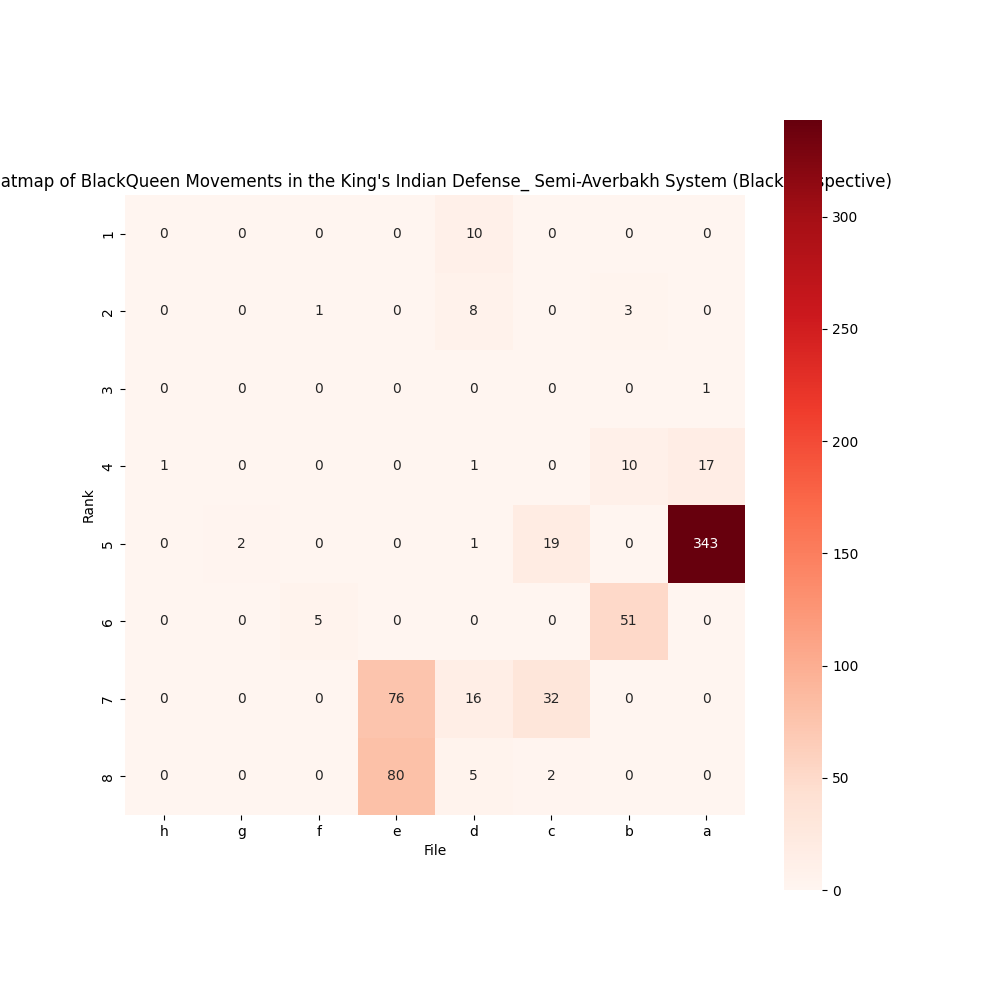 atmap of BlackQueen Movements in the King's Indian Defense_ Semi-Averbakh System (Black spective)
1 0 0 0 0 10 0 0 0
2 0 0 1 0 8 0 3 0
3 0 0 0 0 0 0 0 1
4 1 0 0 0 1 0 10 17
5 0 2 0 0 1 19 0 343
6 0 0 5 0 0 0 51 0
7 0 0 0 76 16 32 0 0
8 0 0 0 80 5 2 0 0
h g f e d c b a
File
Rank
300
250
200
150
100
50
0